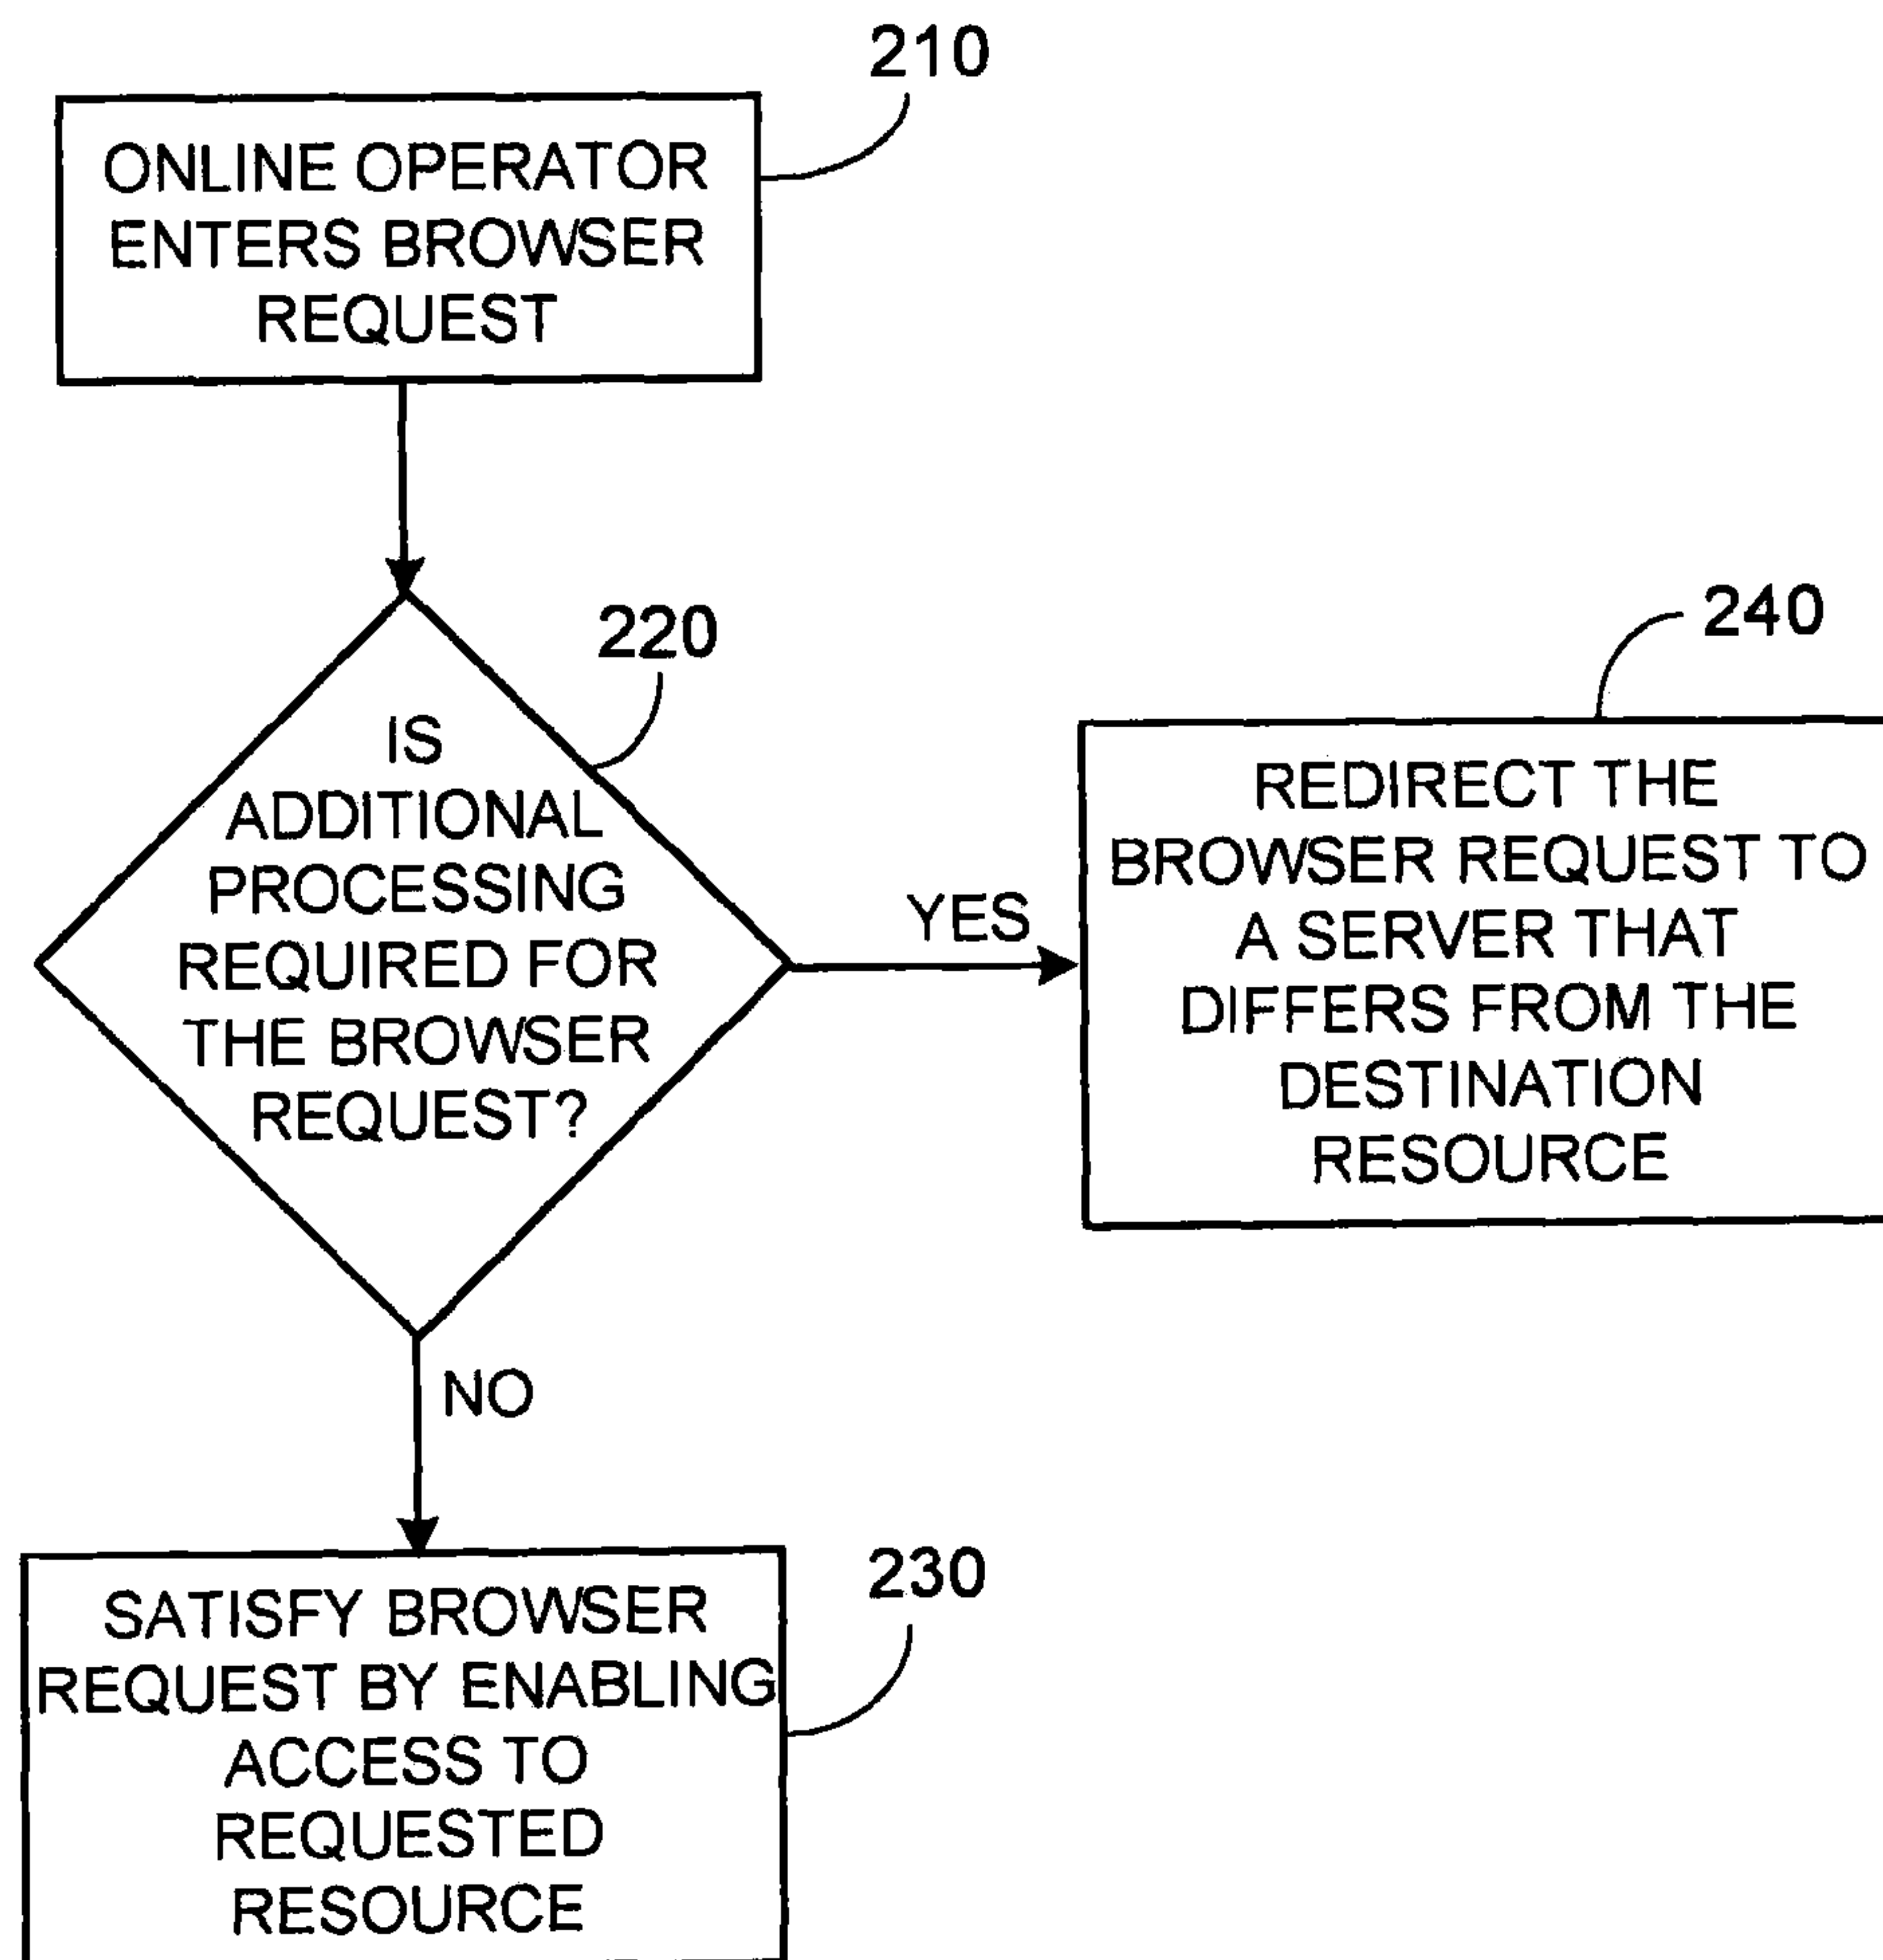 210
ONLINE OPERATOR
ENTERS BROWSER
REQUEST
220
IS
ADDITIONAL
PROCESSING
REQUIRED FOR
THE BROWSER
REQUEST?
YES
240
REDIRECT THE
BROWSER REQUEST TO
A SERVER THAT
DIFFERS FROM THE
DESTINATION
RESOURCE
NO
230
SATISFY BROWSER
REQUEST BY ENABLING
ACCESS TO
REQUESTED
RESOURCE